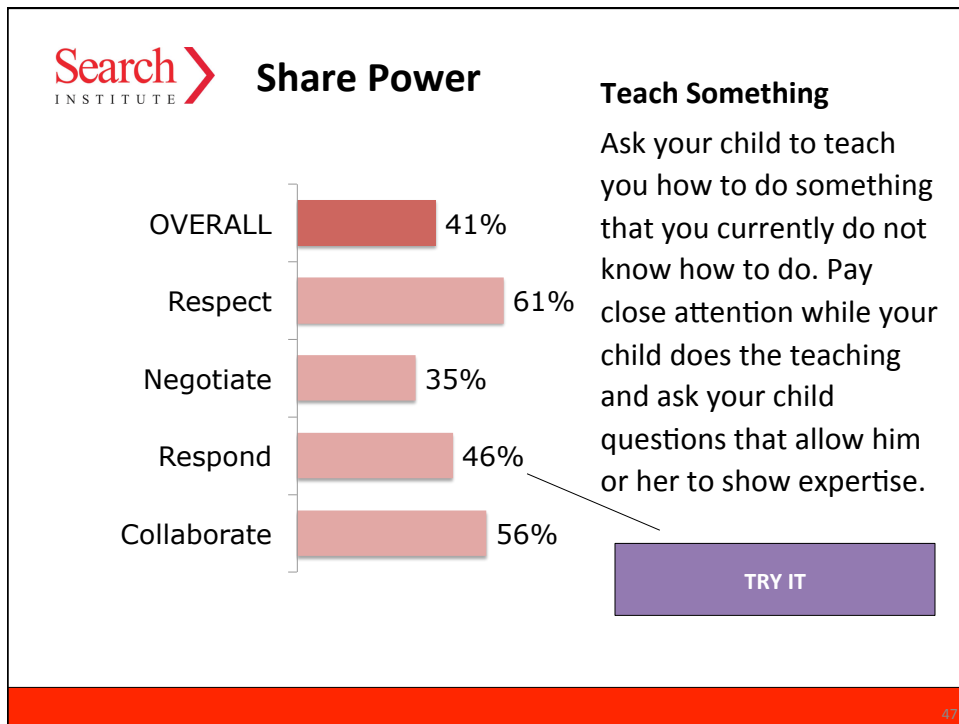 Search
INSTITUTE
Share Power
OVERALL 41%
Respect 61%
Negotiate 35%
Respond 46%
Collaborate 56%
Teach Something
Ask your child to teach
you how to do something
that you currently do not
know how to do. Pay
close attention while your
child does the teaching
and ask your child
questions that allow him
or her to show expertise.
TRY IT
47